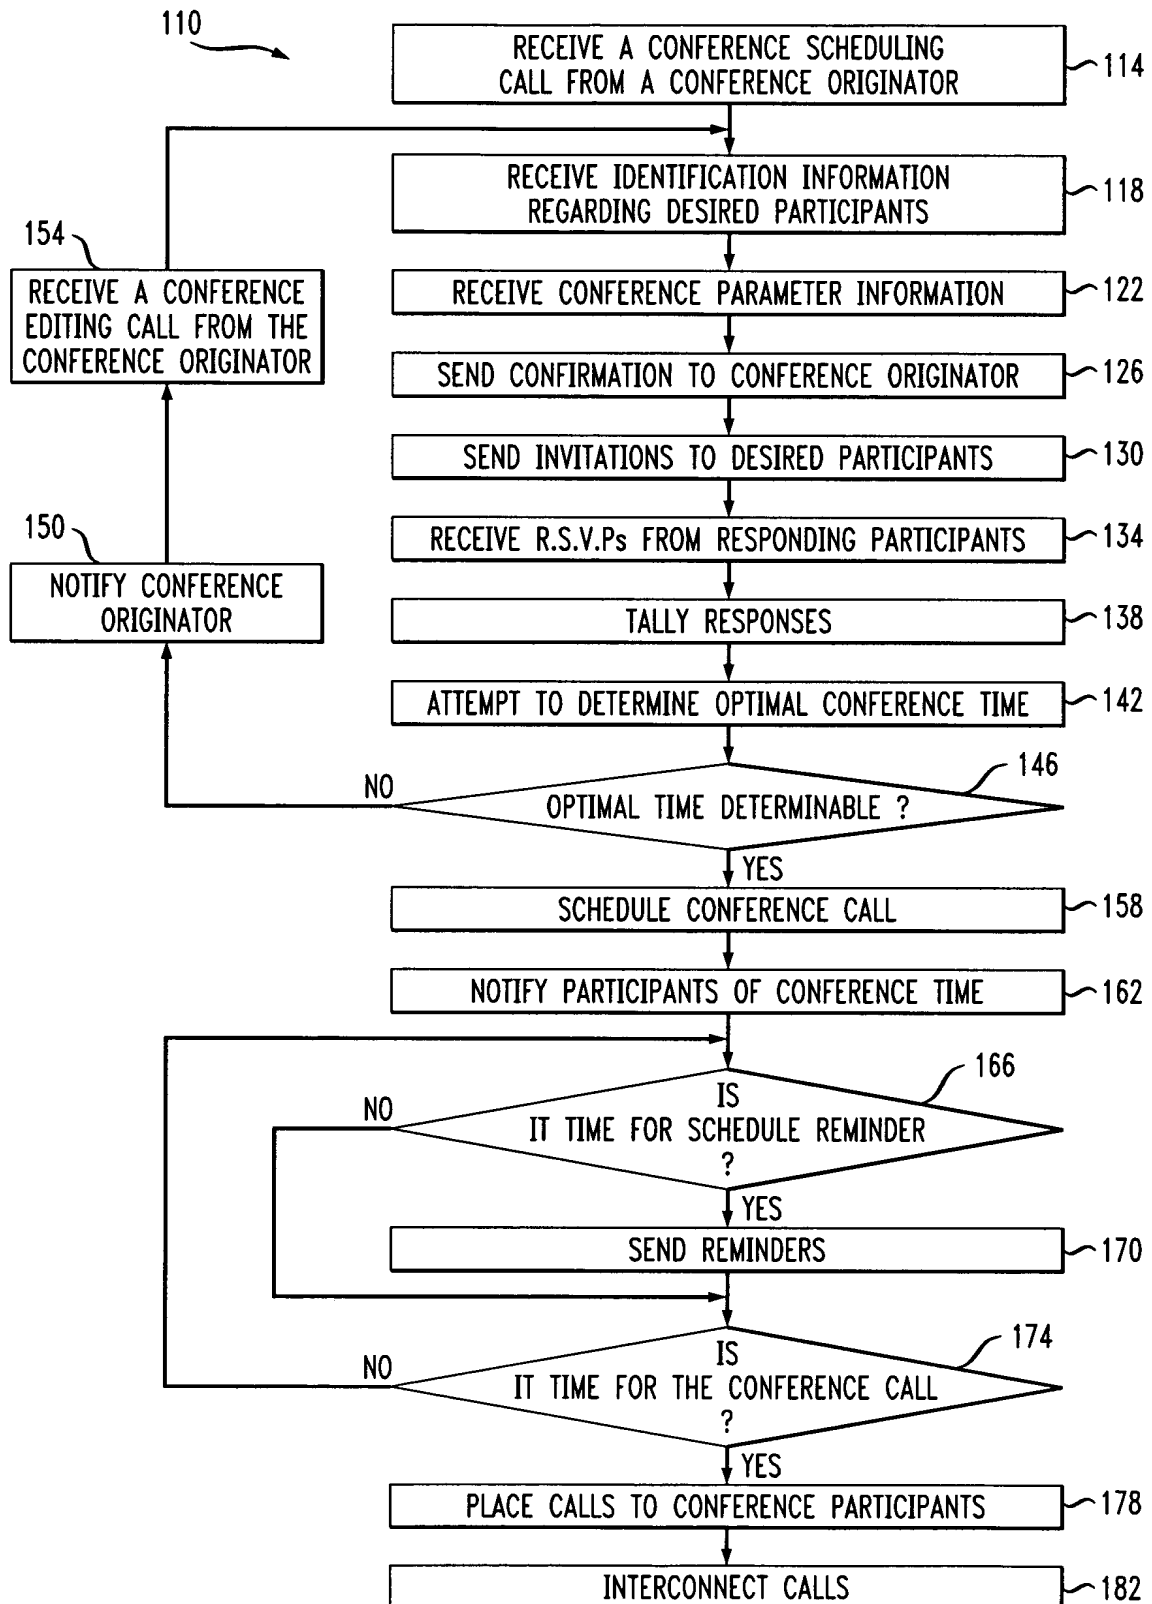 110
RECEIVE A CONFERENCE SCHEDULING
CALL FROM A CONFERENCE ORIGINATOR
114
RECEIVE IDENTIFICATION INFORMATION
REGARDING DESIRED PARTICIPANTS
118
154
RECEIVE A CONFERENCE
EDITING CALL FROM THE
CONFERENCE ORIGINATOR
RECEIVE CONFERENCE PARAMETER INFORMATION
122
SEND CONFIRMATION TO CONFERENCE ORIGINATOR
126
SEND INVITATIONS TO DESIRED PARTICIPANTS
130
150
NOTIFY CONFERENCE
ORIGINATOR
RECEIVE R.S.V.Ps FROM RESPONDING PARTICIPANTS
134
TALLY RESPONSES
138
ATTEMPT TO DETERMINE OPTIMAL CONFERENCE TIME
142
146
NO
OPTIMAL TIME DETERMINABLE ?
YES
SCHEDULE CONFERENCE CALL
158
NOTIFY PARTICIPANTS OF CONFERENCE TIME
162
166
NO
IS
IT TIME FOR SCHEDULE REMINDER
?
YES
SEND REMINDERS
170
174
NO
IS
IT TIME FOR THE CONFERENCE CALL
?
YES
PLACE CALLS TO CONFERENCE PARTICIPANTS
178
INTERCONNECT CALLS
182